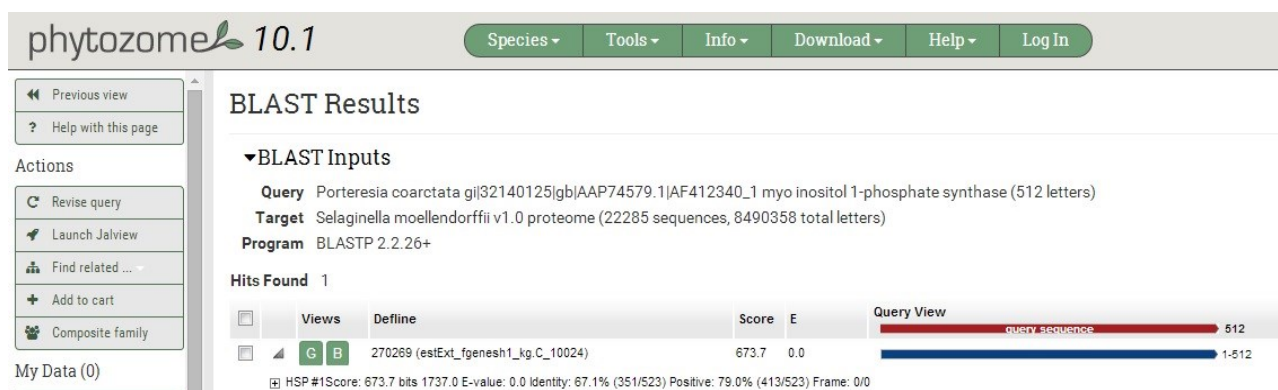 phytozome 10.1
Species Tools Info Download Help Log In
Previous view
? Help with this page
Actions
Revise query
Launch Jalview
Find related ...
Add to cart
Composite family
My Data (0)
BLAST Results
BLAST Inputs
Query Porteresia coarctata gi|32140125|gb|AAP74579.1|AF412340_1 myo inositol 1-phosphate synthase (512 letters)
Target Selaginella moellendorffii v1.0 proteome (22285 sequences, 8490358 total letters)
Program BLASTP 2.2.26+
Hits Found 1
Views Defline Score E Query View
query sequence 512
G B 270269 (estExt_fgenesh1_kg.C_10024) 673.7 0.0 1-512
HSP #1Score: 673.7 bits 1737.0 E-value: 0.0 Identity: 67.1% (351/523) Positive: 79.0% (413/523) Frame: 0/0